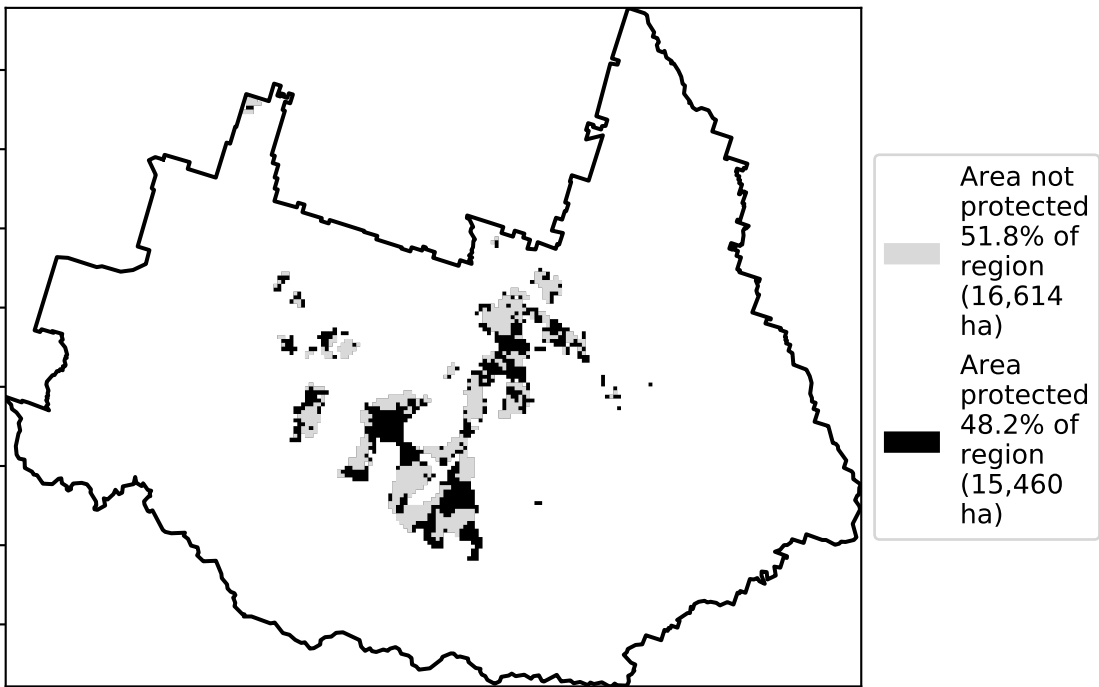 Area not
protected
51.8% of
region
(16,614
ha)
Area
protected
48.2% of
region
(15,460
ha)